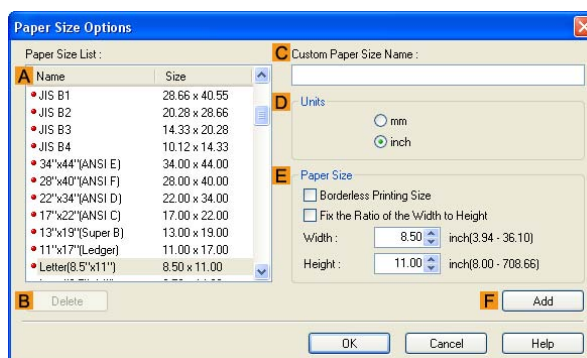 Paper Size Options
Paper Size List :
A Name Size
JIS B1 28.66 x 40.55
JIS B2 20.28 x 28.66
JIS B3 14.33 x 20.28
JIS B4 10.12 x 14.33
34"x44"(ANSI E) 34.00 x 44.00
28"x40"(ANSI F) 28.00 x 40.00
22"x34"(ANSI D) 22.00 x 34.00
17"x22"(ANSI C) 17.00 x 22.00
13"x19"(Super B) 13.00 x 19.00
11"x17"(Ledger) 11.00 x 17.00
Letter(8.5"x11") 8.50 x 11.00
B Delete
C Custom Paper Size Name :
D Units
mm
inch
E Paper Size
Borderless Printing Size
Fix the Ratio of the Width to Height
Width : 8.50 inch(3.94 - 36.10)
Height : 11.00 inch(8.00 - 708.66)
F Add
OK Cancel Help